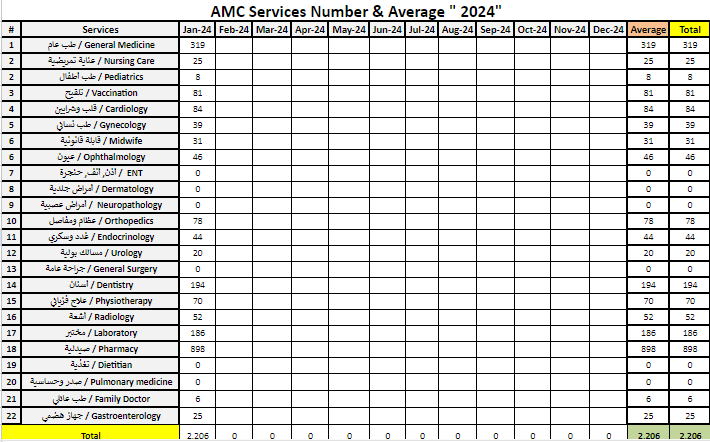 AMC Services Number & Average " 2024"
# Services Jan-24 Feb-24 Mar-24 Apr-24 May-24 Jun-24 Jul-24 Aug-24 Sep-24 Oct-24 Nov-24 Dec-24 Average Total
1 طب عام / General Medicine 319 319 319
2 عناية تمريضية / Nursing Care 25 25 25
2 طب أطفال / Pediatrics 8 8 8
3 تلقيح / Vaccination 81 81 81
4 قلب وشرايين / Cardiology 84 84 84
5 طب نسائي / Gynecology 39 39 39
6 قابلة قانونية / Midwife 31 31 31
6 عيون / Ophthalmology 46 46 46
7 أذن, أنف, حنجرة / ENT 0 0 0
8 أمراض جلدية / Dermatology 0 0 0
9 أمراض عصبية / Neuropathology 0 0 0
10 عظام ومفاصل / Orthopedics 78 78 78
11 غدد وسكري / Endocrinology 44 44 44
12 مسالك بولية / Urology 20 20 20
13 جراحة عامة / General Surgery 0 0 0
14 أسنان / Dentistry 194 194 194
15 علاج فزيائي / Physiotherapy 70 70 70
16 أشعة / Radiology 52 52 52
17 مختبر / Laboratory 186 186 186
18 صيدلية / Pharmacy 898 898 898
19 تغذية / Dietitian 0 0 0
20 صدر وحساسية / Pulmonary medicine 0 0 0
21 طب عائلي / Family Doctor 6 6 6
22 جهاز هضمي / Gastroenterology 25 25 25
Total 2.206 0 0 0 0 0 0 0 0 0 0 0 2.206 2.206